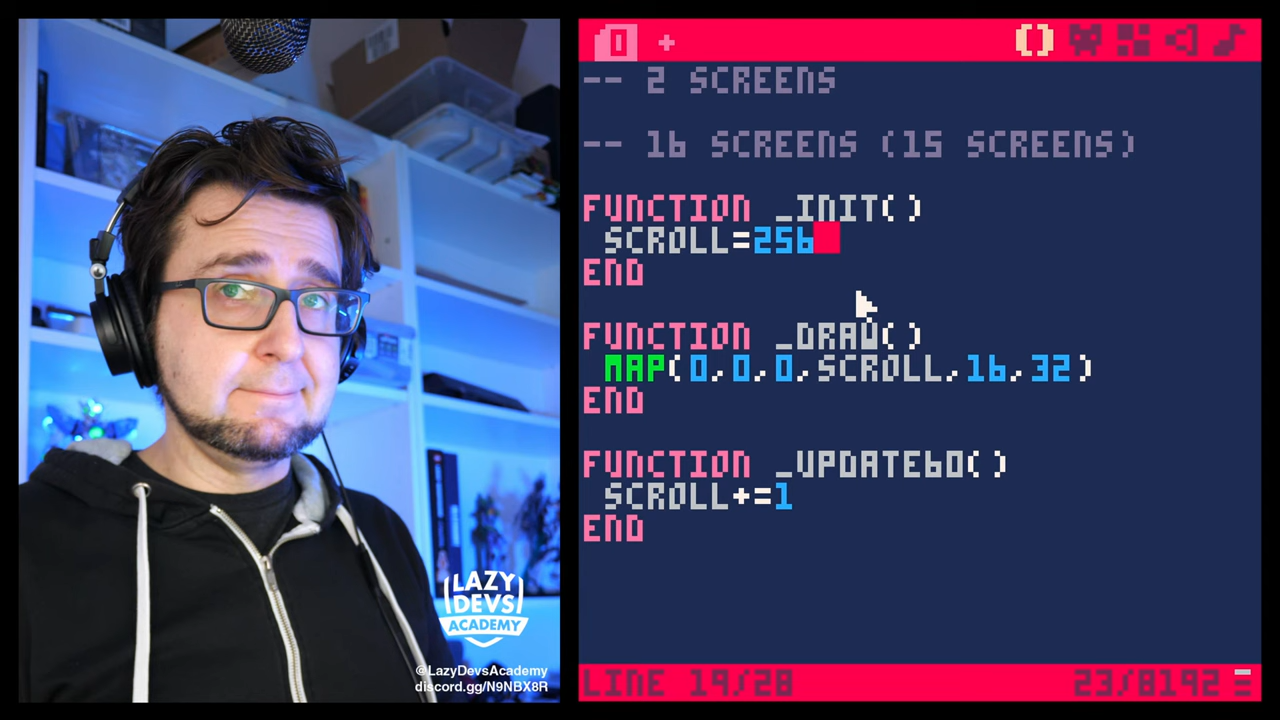 0 +
-- 2 SCREENS
-- 16 SCREENS (15 SCREENS)
FUNCTION _INIT()
SCROLL=256
END
FUNCTION _DRAW()
MAP(0,0,0,SCROLL,16,32)
END
FUNCTION _UPDATE60()
SCROLL+=1
END
LINE 19/28 23/8192
LAZY
DEVS
ACADEMY
@LazyDevsAcademy
discord.gg/N9NBX8R